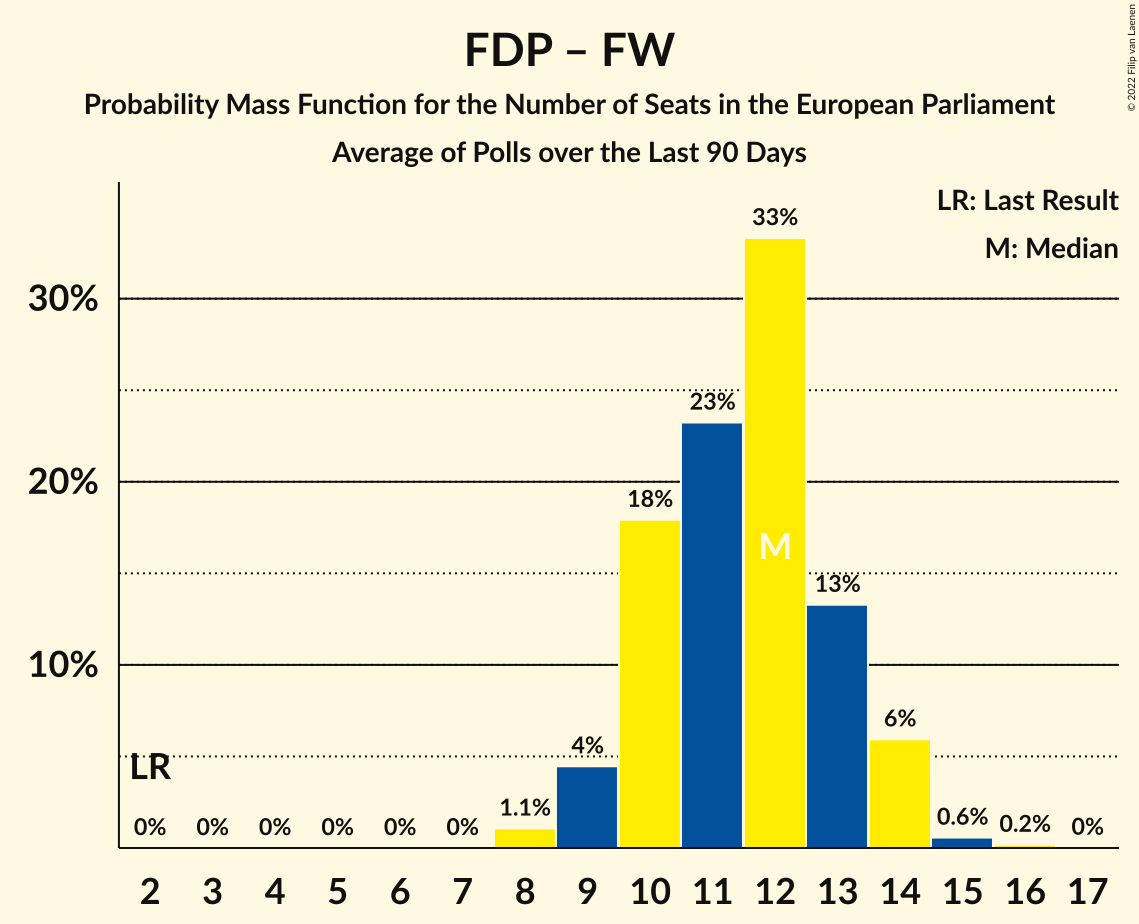 FDP – FW
Probability Mass Function for the Number of Seats in the European Parliament
Average of Polls over the Last 90 Days
© 2022 Filip van Laenen
LR: Last Result
M: Median
30%
20%
10%
LR
M
0% 0% 0% 0% 0% 0% 1.1% 4% 18% 23% 33% 13% 6% 0.6% 0.2% 0%
2 3 4 5 6 7 8 9 10 11 12 13 14 15 16 17